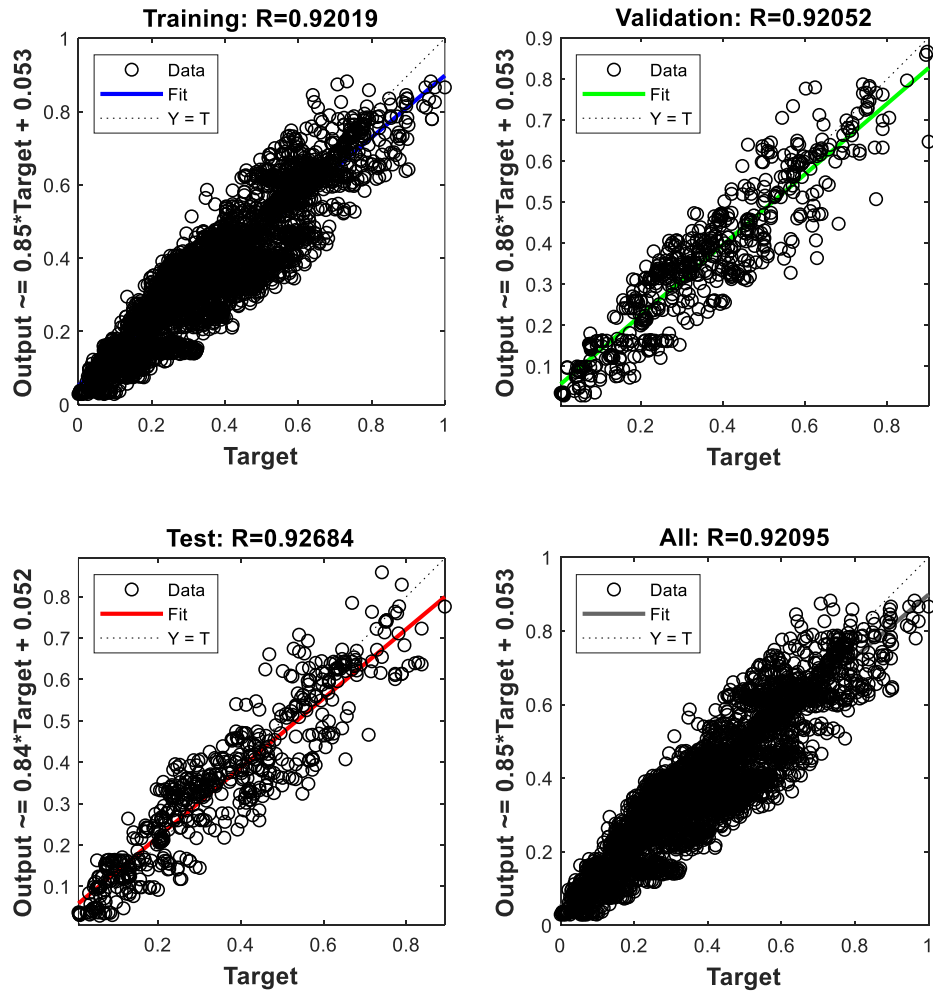 Training: R=0.92019
Output ~= 0.85*Target + 0.053
1
0.8
0.6
0.4
0.2
0
Data
Fit
Y = T
0 0.2 0.4 0.6 0.8 1
Target
Validation: R=0.92052
Output ~= 0.86*Target + 0.053
0.9
0.8
0.7
0.6
0.5
0.4
0.3
0.2
0.1
Data
Fit
Y = T
0.2 0.4 0.6 0.8
Target
Test: R=0.92684
Output ~= 0.84*Target + 0.052
0.8
0.7
0.6
0.5
0.4
0.3
0.2
0.1
Data
Fit
Y = T
0.2 0.4 0.6 0.8
Target
All: R=0.92095
Output ~= 0.85*Target + 0.053
1
0.8
0.6
0.4
0.2
0
Data
Fit
Y = T
0 0.2 0.4 0.6 0.8 1
Target